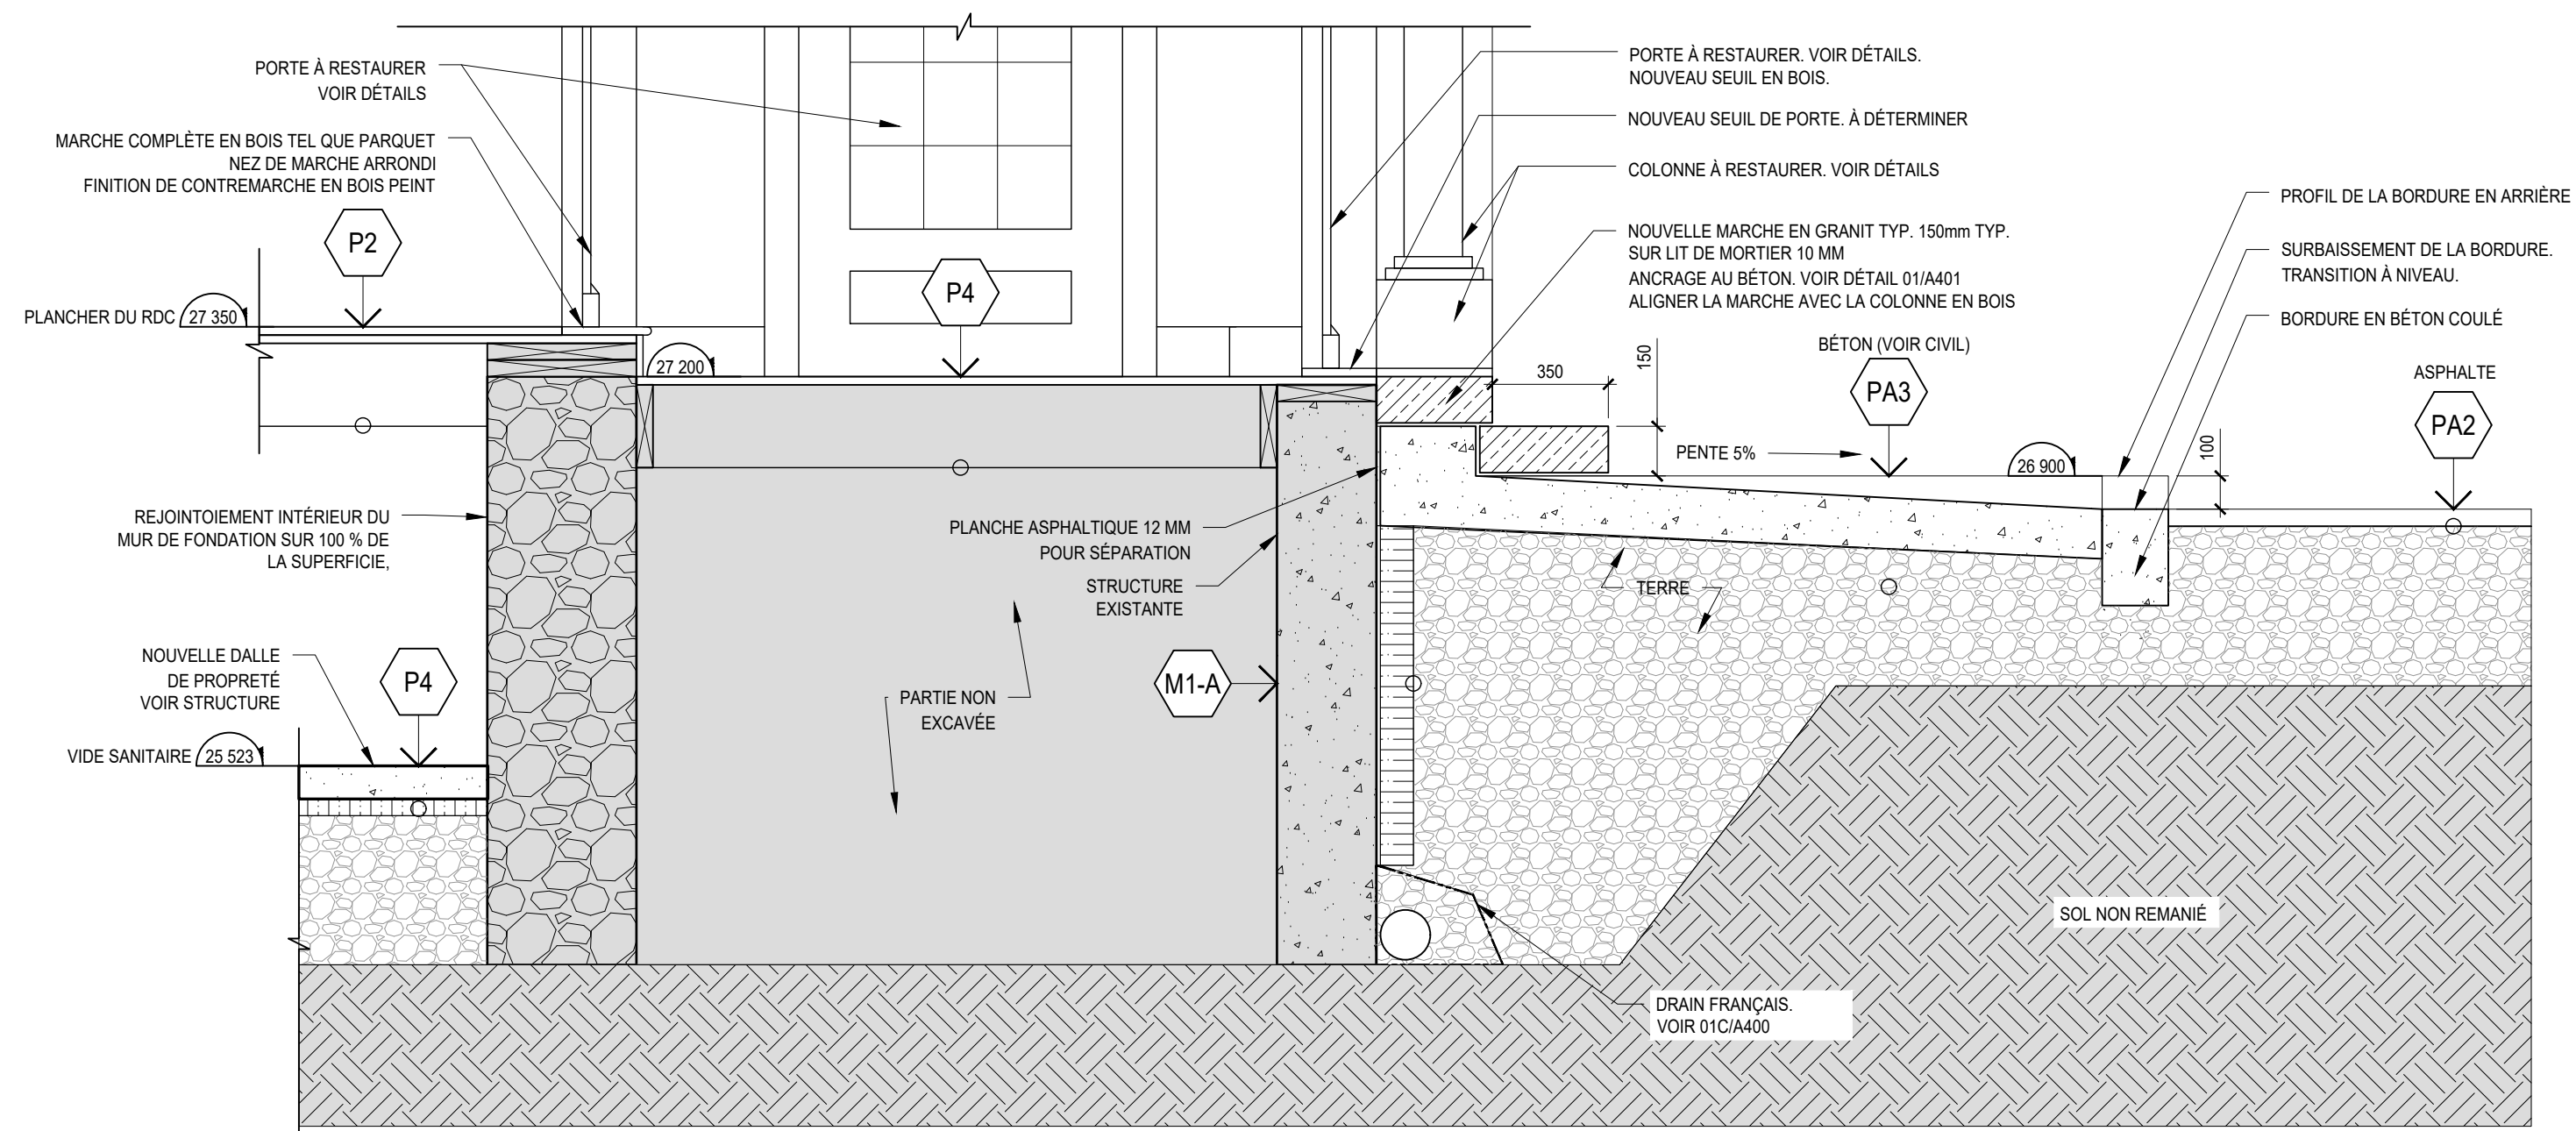 PORTE À RESTAURER
VOIR DÉTAILS
MARCHE COMPLÈTE EN BOIS TEL QUE PARQUET
NEZ DE MARCHE ARRONDI
FINITION DE CONTREMARCHE EN BOIS PEINT
P2
PLANCHER DU RDC
27 350
27 200
P4
REJOINTOIEMENT INTÉRIEUR DU
MUR DE FONDATION SUR 100 % DE
LA SUPERFICIE,
NOUVELLE DALLE
DE PROPRETÉ
VOIR STRUCTURE
P4
VIDE SANITAIRE
25 523
PARTIE NON
EXCAVÉE
PLANCHE ASPHALTIQUE 12 MM
POUR SÉPARATION
STRUCTURE
EXISTANTE
M1-A
PORTE À RESTAURER. VOIR DÉTAILS.
NOUVEAU SEUIL EN BOIS.
NOUVEAU SEUIL DE PORTE. À DÉTERMINER
COLONNE À RESTAURER. VOIR DÉTAILS
NOUVELLE MARCHE EN GRANIT TYP. 150mm TYP.
SUR LIT DE MORTIER 10 MM
ANCRAGE AU BÉTON. VOIR DÉTAIL 01/A401
ALIGNER LA MARCHE AVEC LA COLONNE EN BOIS
350
150
BÉTON (VOIR CIVIL)
PA3
PENTE 5%
26 900
PROFIL DE LA BORDURE EN ARRIÈRE
SURBAISSEMENT DE LA BORDURE.
TRANSITION À NIVEAU.
BORDURE EN BÉTON COULÉ
ASPHALTE
PA2
100
TERRE
SOL NON REMANIÉ
DRAIN FRANÇAIS.
VOIR 01C/A400